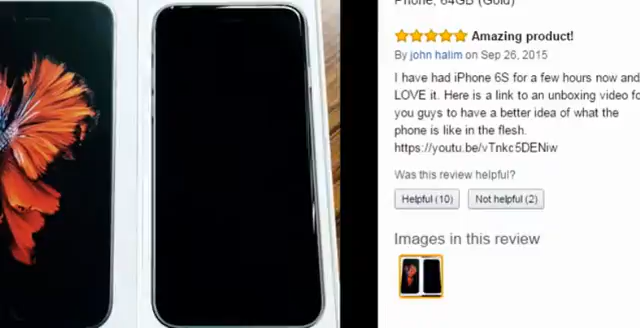 Phone, 64GB (Gold)
Amazing product!
By john halim on Sep 26, 2015
I have had iPhone 6S for a few hours now and
LOVE it. Here is a link to an unboxing video fo
you guys to have a better idea of what the
phone is like in the flesh.
https://youtu.be/vTnkc5DENiw
Was this review helpful?
Helpful (10) Not helpful (2)
Images in this review